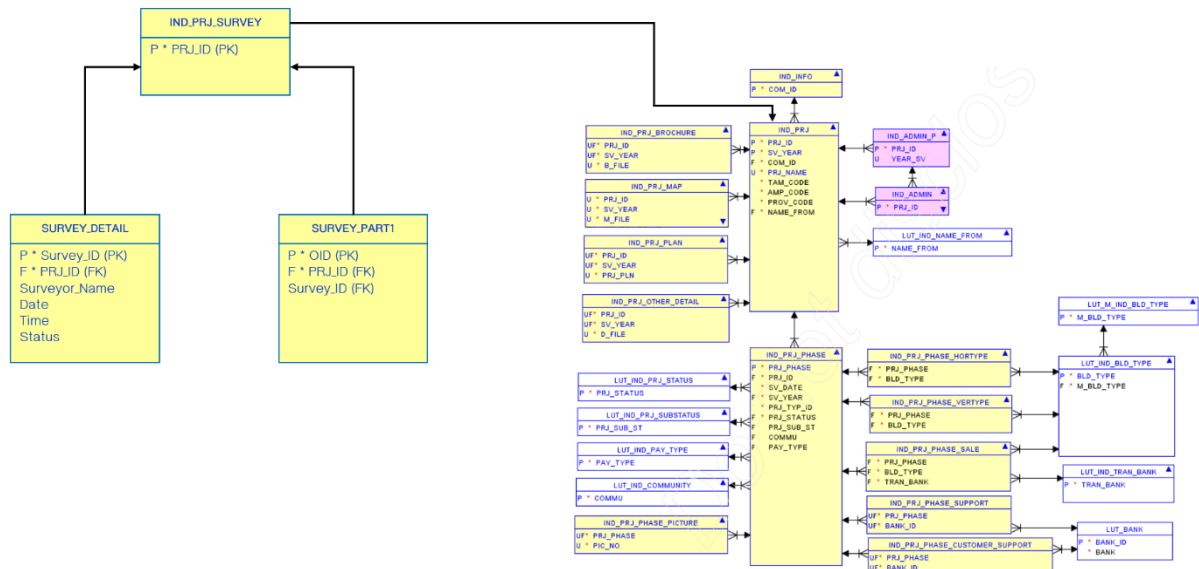 IND_PRJ_SURVEY
P * PRJ_ID (PK)
SURVEY_DETAIL
P * Survey_ID (PK)
F * PRJ_ID (FK)
Surveyor_Name
Date
Time
Status
SURVEY_PART1
P * OID (PK)
F * PRJ_ID (FK)
Survey_ID (FK)
IND_INFO
P * COM_ID
IND_PRJ
P * PRJ_ID
P * SV_YEAR
F * COM_ID
U * PRJ_NAME
* TAM_CODE
* AMP_CODE
* PROV_CODE
F * NAME_FROM
IND_PRJ_BROCHURE
UF* PRJ_ID
UF* SV_YEAR
U * B_FILE
IND_PRJ_MAP
U * PRJ_ID
U * SV_YEAR
U * M_FILE
IND_PRJ_PLAN
UF* PRJ_ID
UF* SV_YEAR
U * PRJ_PLN
IND_PRJ_OTHER_DETAIL
UF* PRJ_ID
UF* SV_YEAR
U * D_FILE
IND_ADMIN_P
P * PRJ_ID
U YEAR_SV
IND_ADMIN
P * PRJ_ID
LUT_IND_NAME_FROM
P * NAME_FROM
IND_PRJ_PHASE
P * PRJ_PHASE
F * PRJ_ID
* SV_DATE
F * SV_YEAR
* PRJ_TYP_ID
F * PRJ_STATUS
F PRJ_SUB_ST
F COMMU
F PAY_TYPE
LUT_IND_PRJ_STATUS
P * PRJ_STATUS
LUT_IND_PRJ_SUBSTATUS
P * PRJ_SUB_ST
LUT_IND_PAY_TYPE
P * PAY_TYPE
LUT_IND_COMMUNITY
P * COMMU
IND_PRJ_PHASE_PICTURE
UF* PRJ_PHASE
U * PIC_NO
IND_PRJ_PHASE_HORTYPE
F * PRJ_PHASE
F * BLD_TYPE
IND_PRJ_PHASE_VERTYPE
F * PRJ_PHASE
F * BLD_TYPE
IND_PRJ_PHASE_SALE
F * PRJ_PHASE
F * BLD_TYPE
F * TRAN_BANK
IND_PRJ_PHASE_SUPPORT
UF* PRJ_PHASE
UF* BANK_ID
IND_PRJ_PHASE_CUSTOMER_SUPPORT
UF* PRJ_PHASE
UF* BANK_ID
LUT_M_IND_BLD_TYPE
P * M_BLD_TYPE
LUT_IND_BLD_TYPE
P * BLD_TYPE
F * M_BLD_TYPE
LUT_IND_TRAN_BANK
P * TRAN_BANK
LUT_BANK
P * BANK_ID
* BANK
not disclos